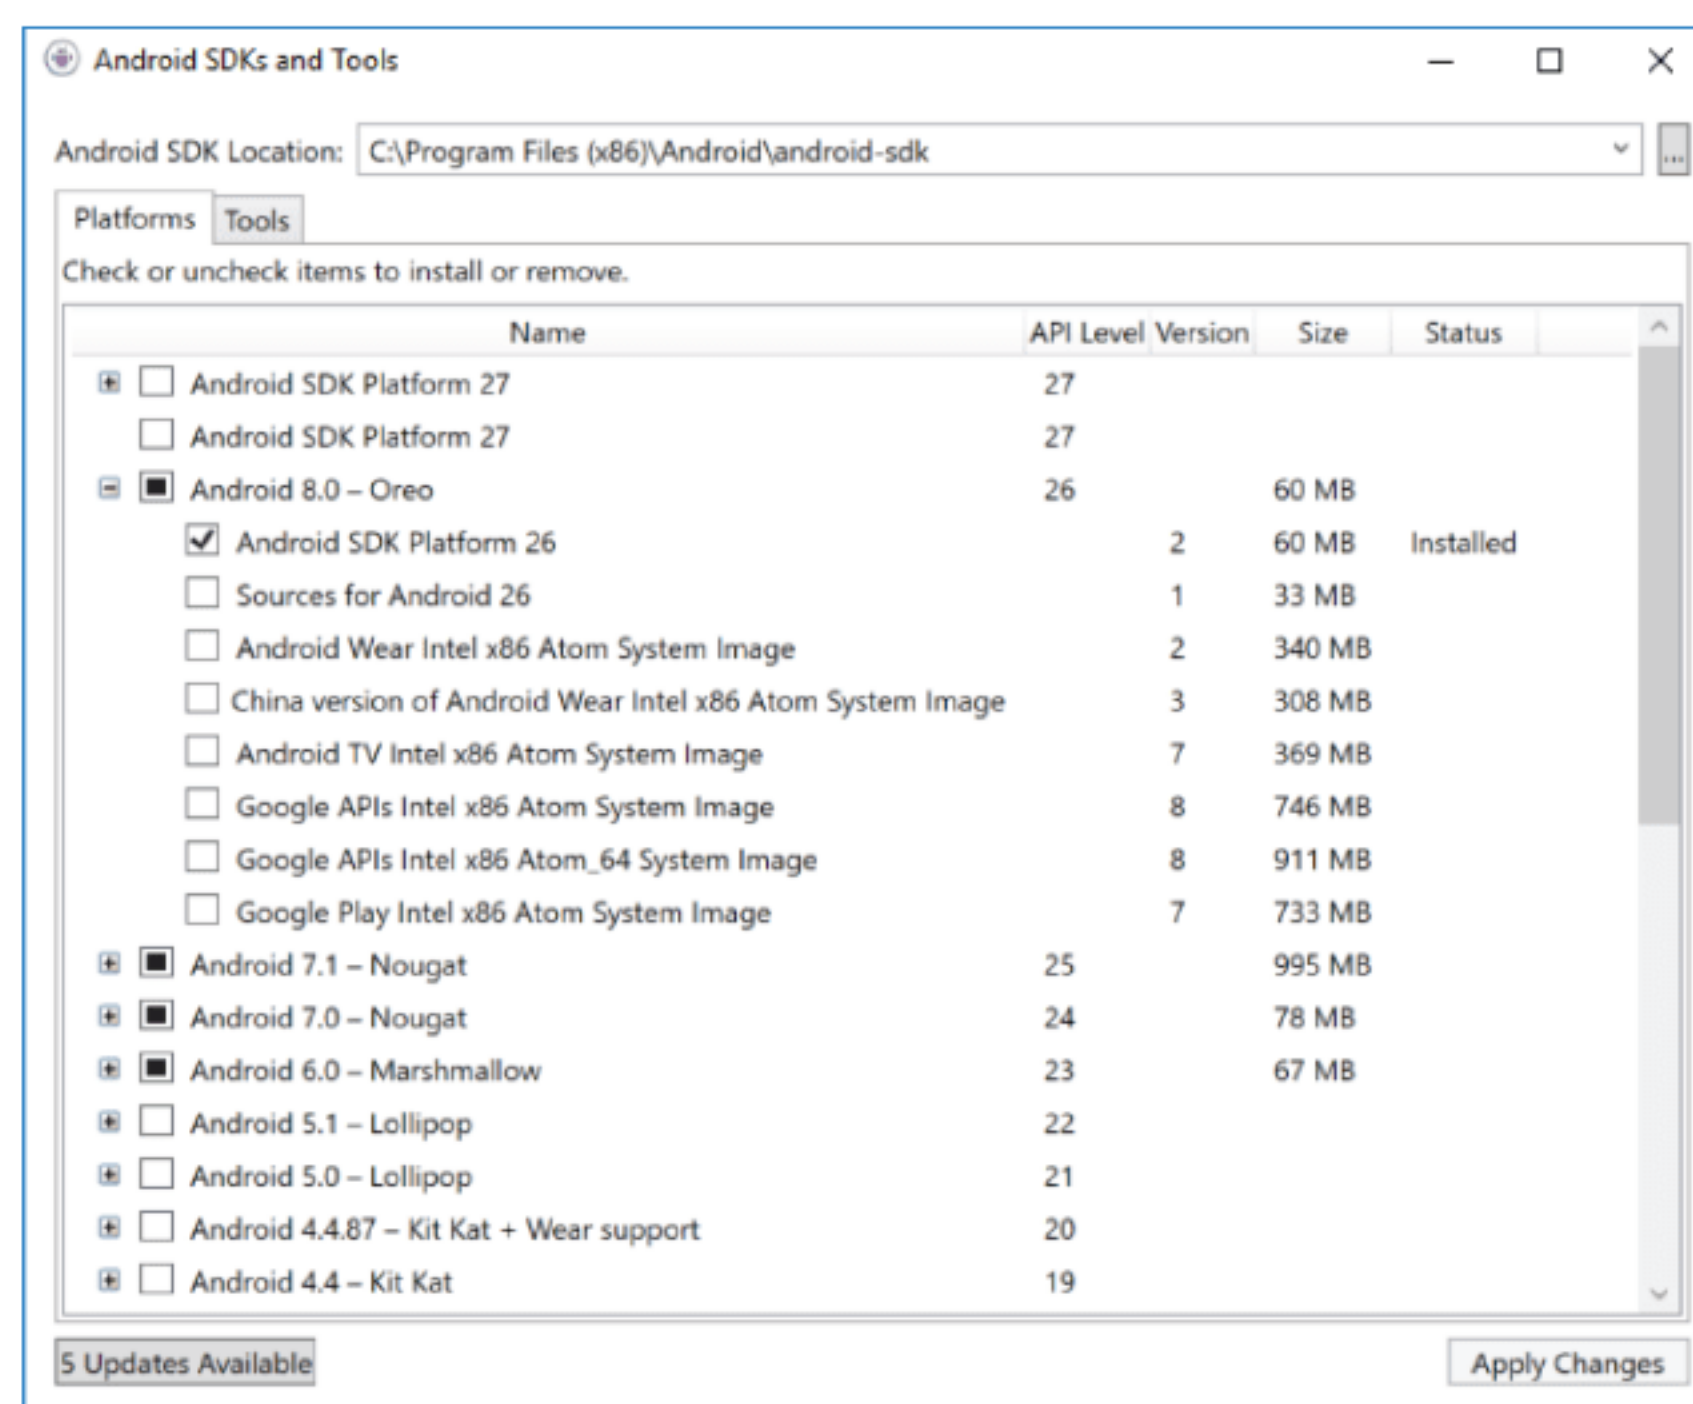 Android SDKs and Tools
Android SDK Location: C:\Program Files (x86)\Android\android-sdk ...
Platforms Tools
Check or uncheck items to install or remove.
Name API Level Version Size Status
Android SDK Platform 27 27
Android SDK Platform 27 27
Android 8.0 – Oreo 26 60 MB
Android SDK Platform 26 2 60 MB Installed
Sources for Android 26 1 33 MB
Android Wear Intel x86 Atom System Image 2 340 MB
China version of Android Wear Intel x86 Atom System Image 3 308 MB
Android TV Intel x86 Atom System Image 7 369 MB
Google APIs Intel x86 Atom System Image 8 746 MB
Google APIs Intel x86 Atom_64 System Image 8 911 MB
Google Play Intel x86 Atom System Image 7 733 MB
Android 7.1 – Nougat 25 995 MB
Android 7.0 – Nougat 24 78 MB
Android 6.0 – Marshmallow 23 67 MB
Android 5.1 – Lollipop 22
Android 5.0 – Lollipop 21
Android 4.4.87 – Kit Kat + Wear support 20
Android 4.4 – Kit Kat 19
5 Updates Available Apply Changes